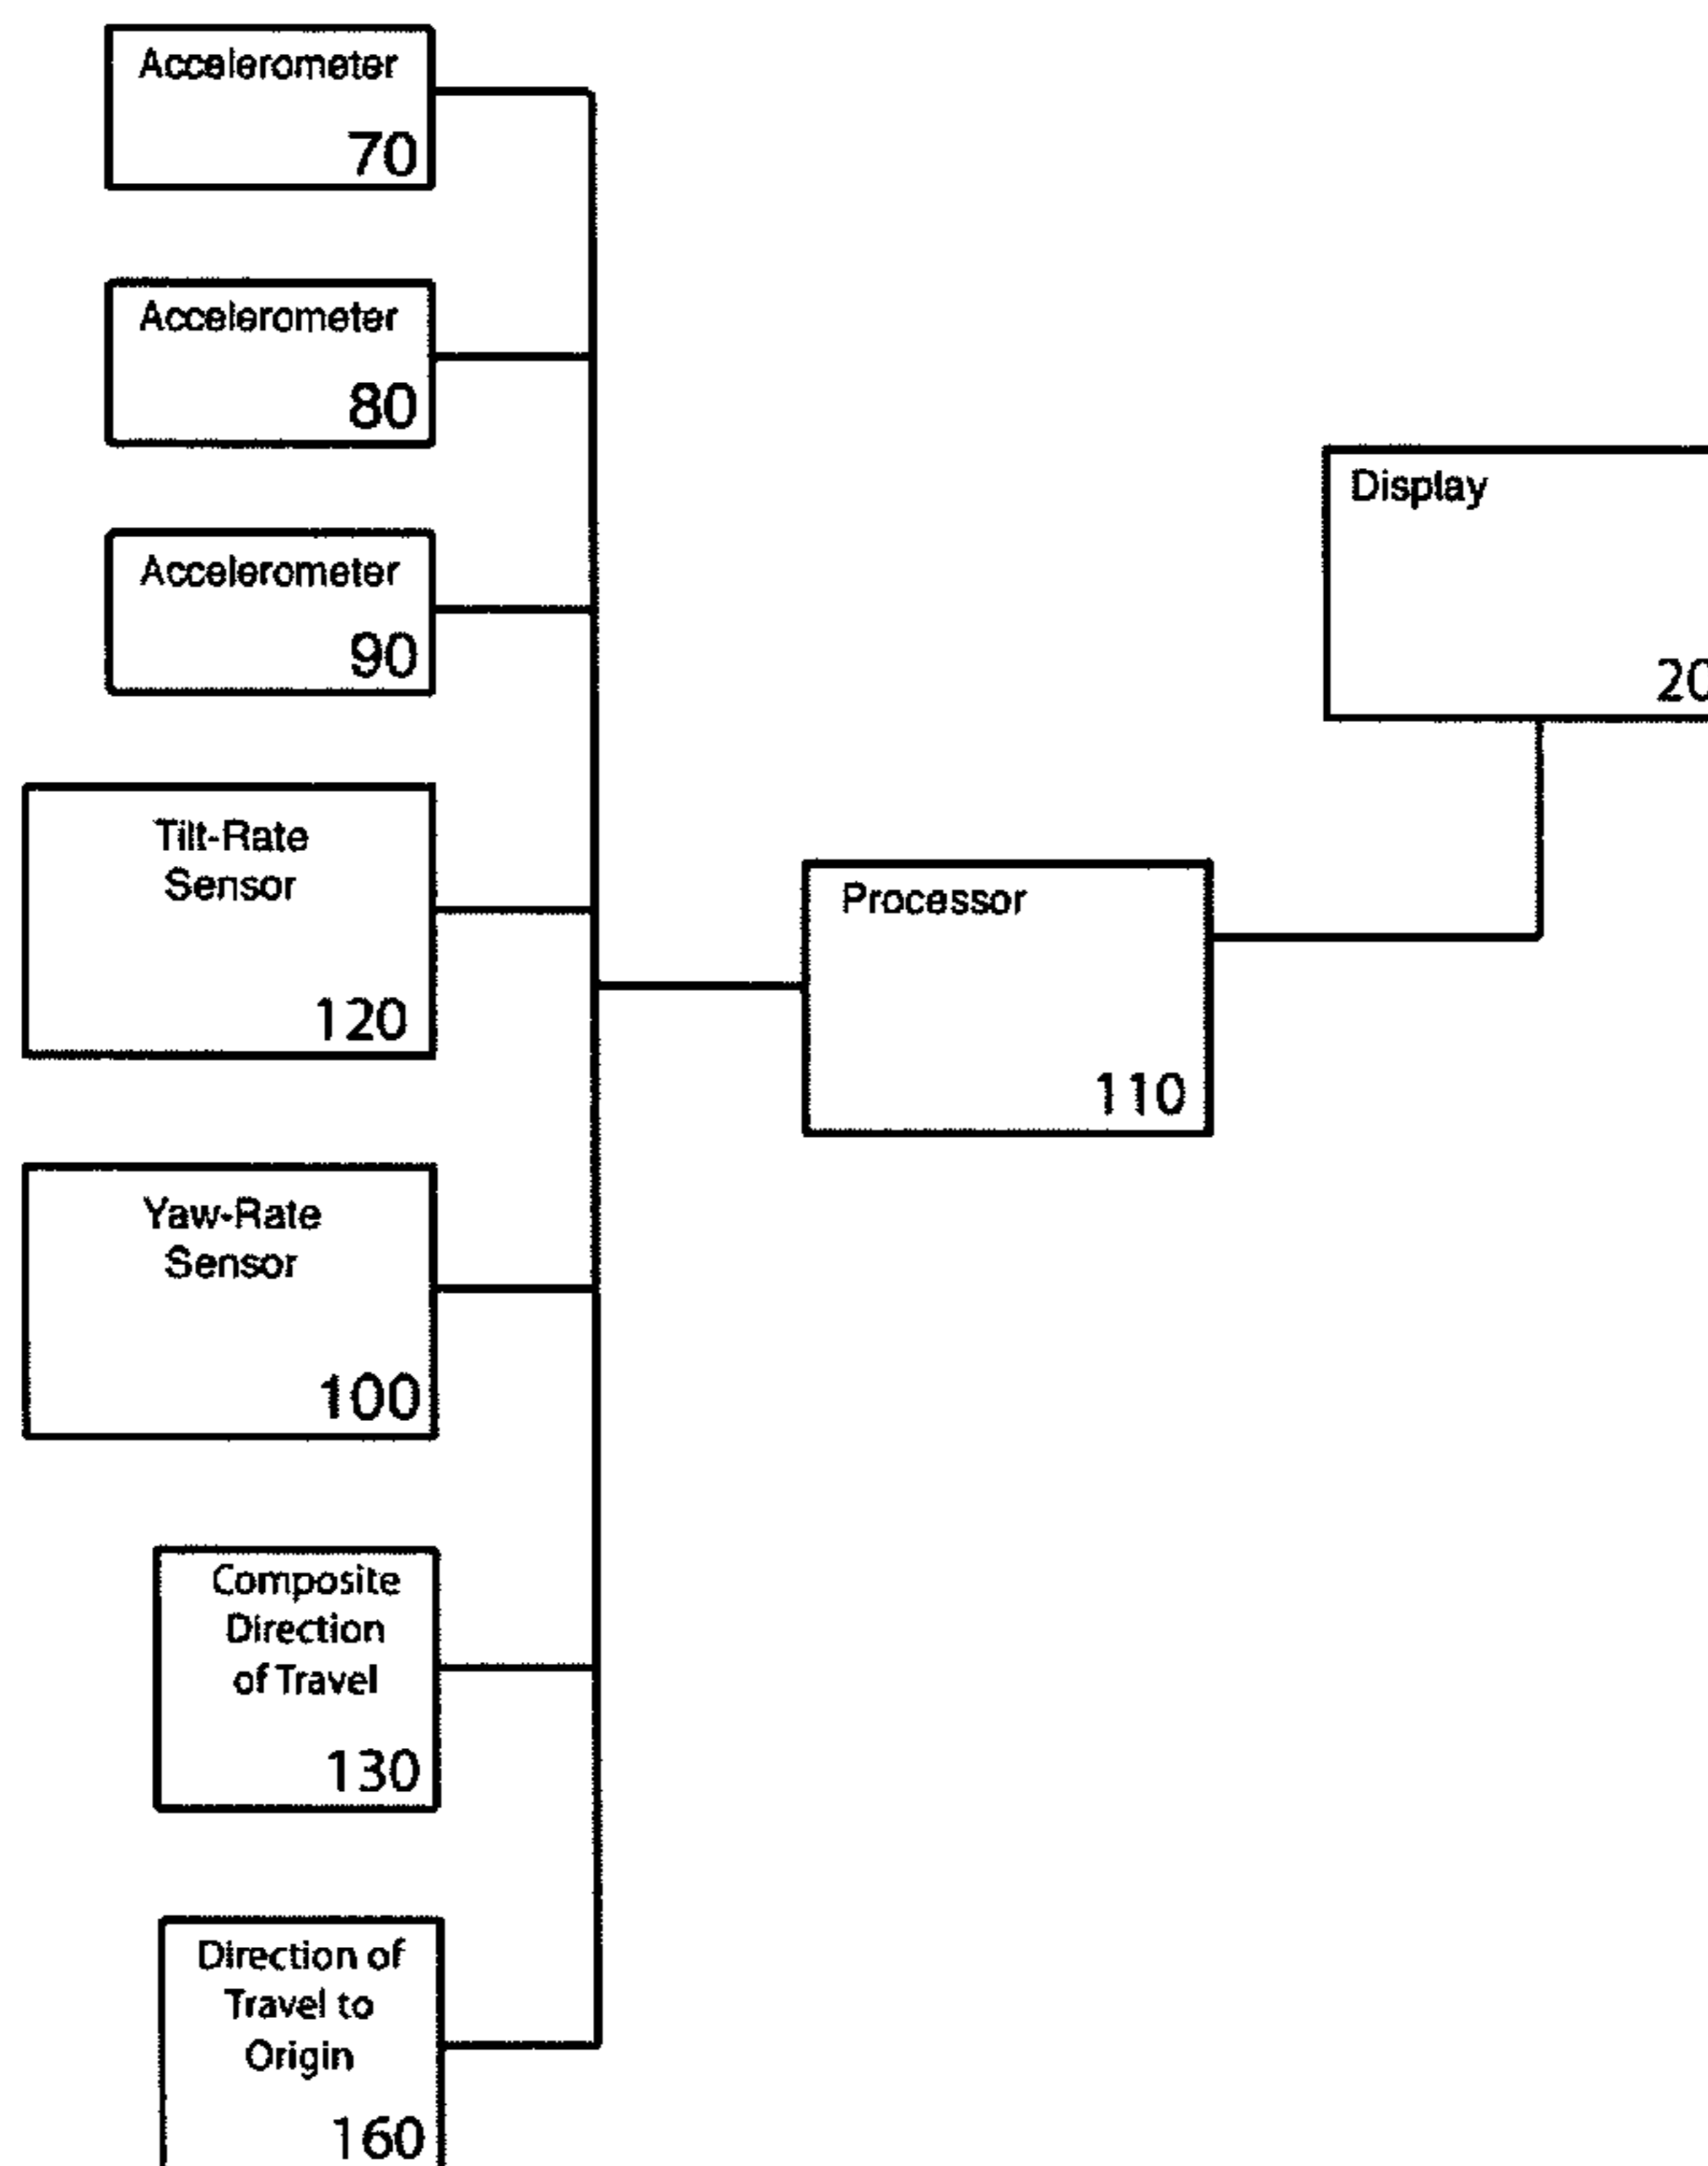 Accelerometer
70
Accelerometer
80
Accelerometer
90
Tilt-Rate
Sensor
120
Yaw-Rate
Sensor
100
Composite
Direction
of Travel
130
Direction of
Travel to
Origin
160
Processor
110
Display
20